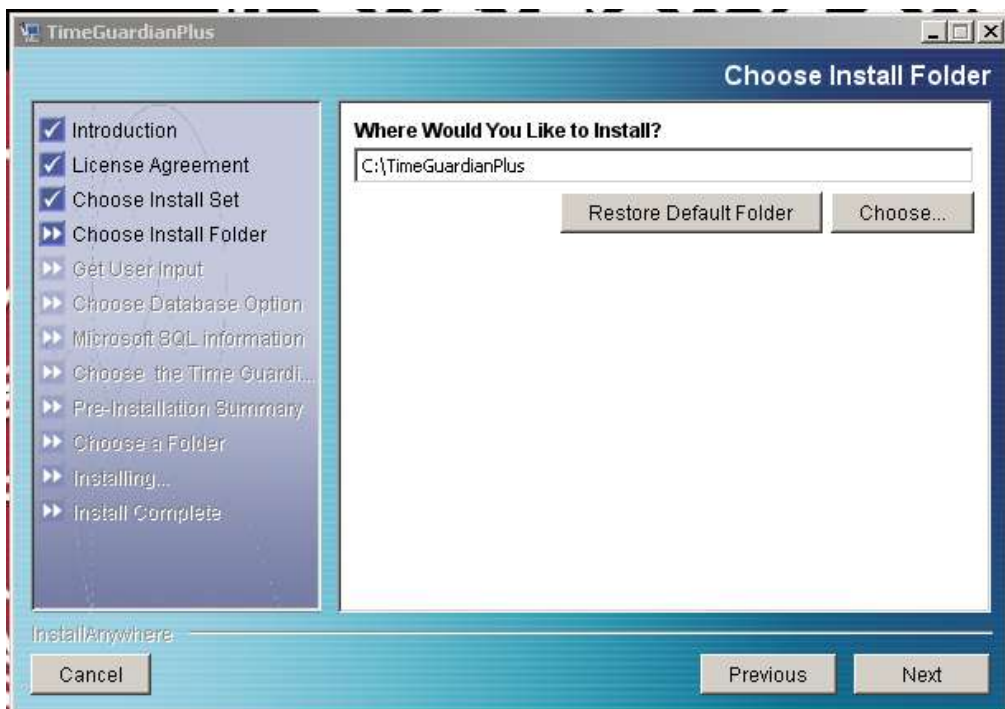 TimeGuardianPlus
Choose Install Folder
Introduction
License Agreement
Choose Install Set
Choose Install Folder
Get User Input
Choose Database Option
Microsoft SQL information
Choose the Time Guardi...
Pre-Installation Summary
Choose a Folder
Installing...
Install Complete
Where Would You Like to Install?
C:\TimeGuardianPlus
Restore Default Folder
Choose...
InstallAnywhere
Cancel
Previous
Next